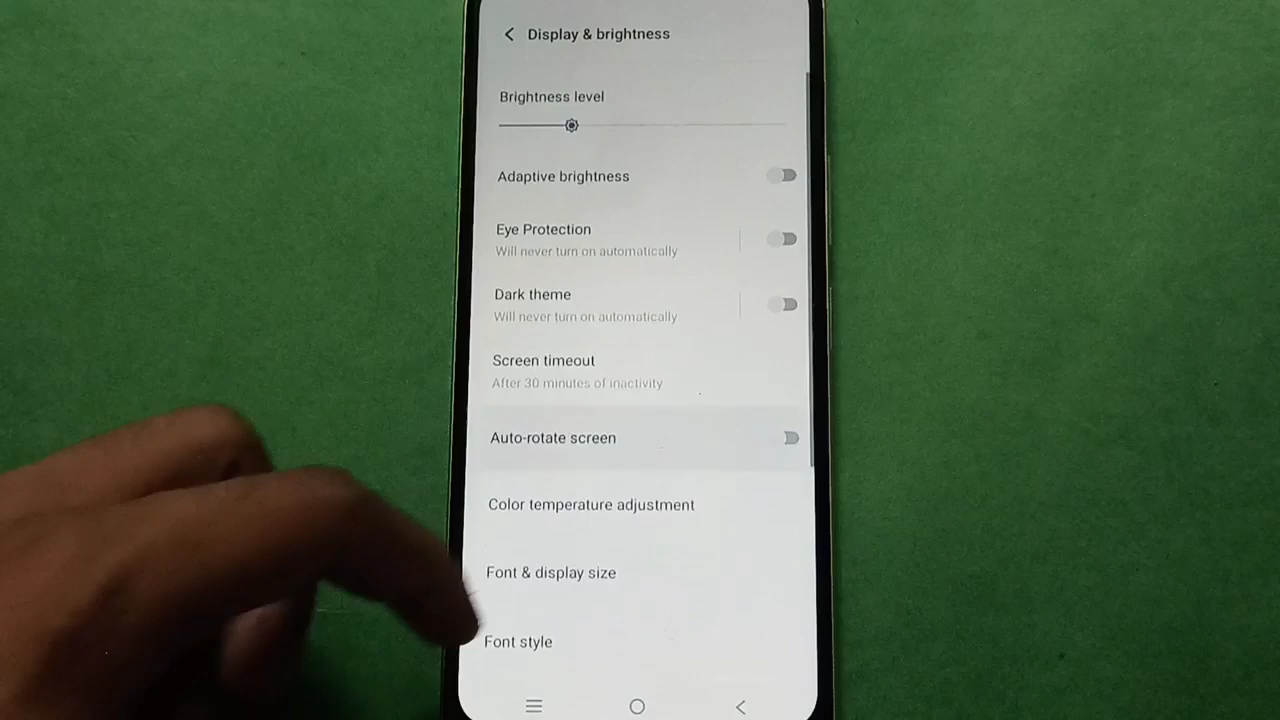 Display & brightness
Brightness level
Adaptive brightness
Eye Protection
Will never turn on automatically
Dark theme
Will never turn on automatically
Screen timeout
After 30 minutes of inactivity
Auto-rotate screen
Color temperature adjustment
Font & display size
Font style